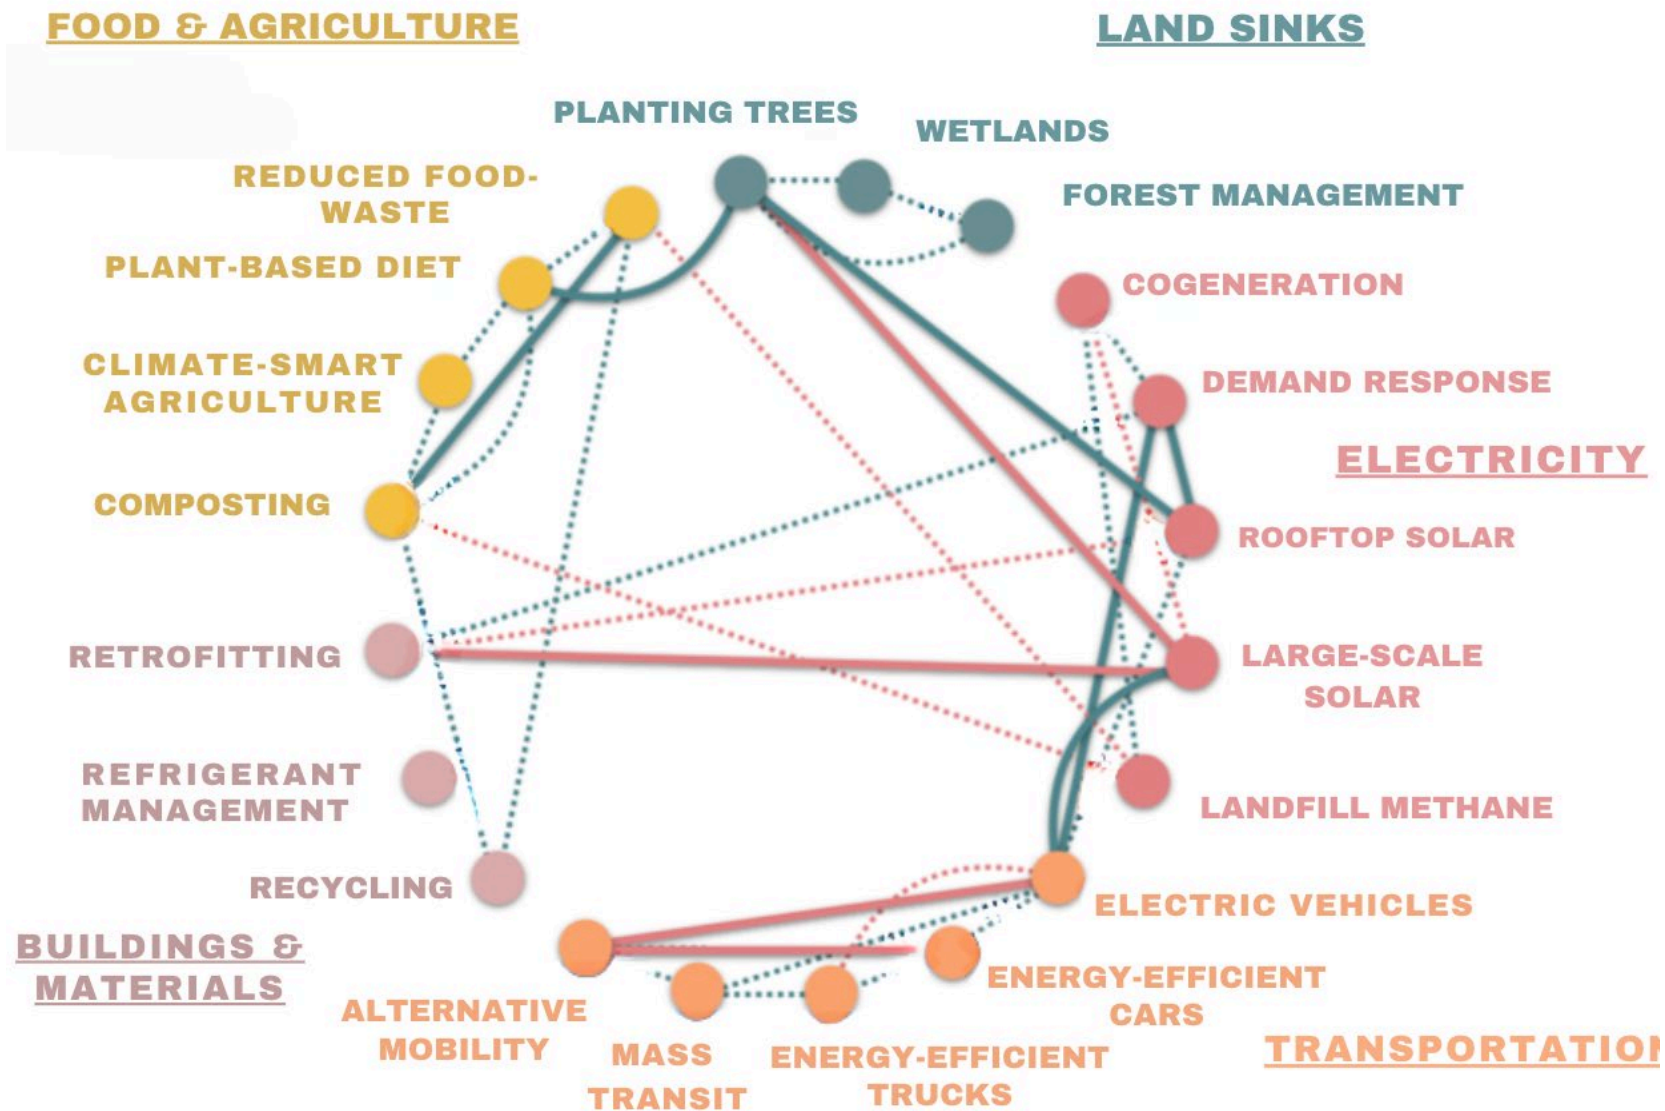 FOOD & AGRICULTURE
LAND SINKS
PLANTING TREES
WETLANDS
REDUCED FOOD-
WASTE
FOREST MANAGEMENT
PLANT-BASED DIET
COGENERATION
CLIMATE-SMART
AGRICULTURE
DEMAND RESPONSE
ELECTRICITY
COMPOSTING
ROOFTOP SOLAR
RETROFITTING
LARGE-SCALE
SOLAR
REFRIGERANT
MANAGEMENT
LANDFILL METHANE
RECYCLING
ELECTRIC VEHICLES
BUILDINGS &
MATERIALS
ENERGY-EFFICIENT
CARS
ALTERNATIVE
MOBILITY
MASS
TRANSIT
ENERGY-EFFICIENT
TRUCKS
TRANSPORTATION